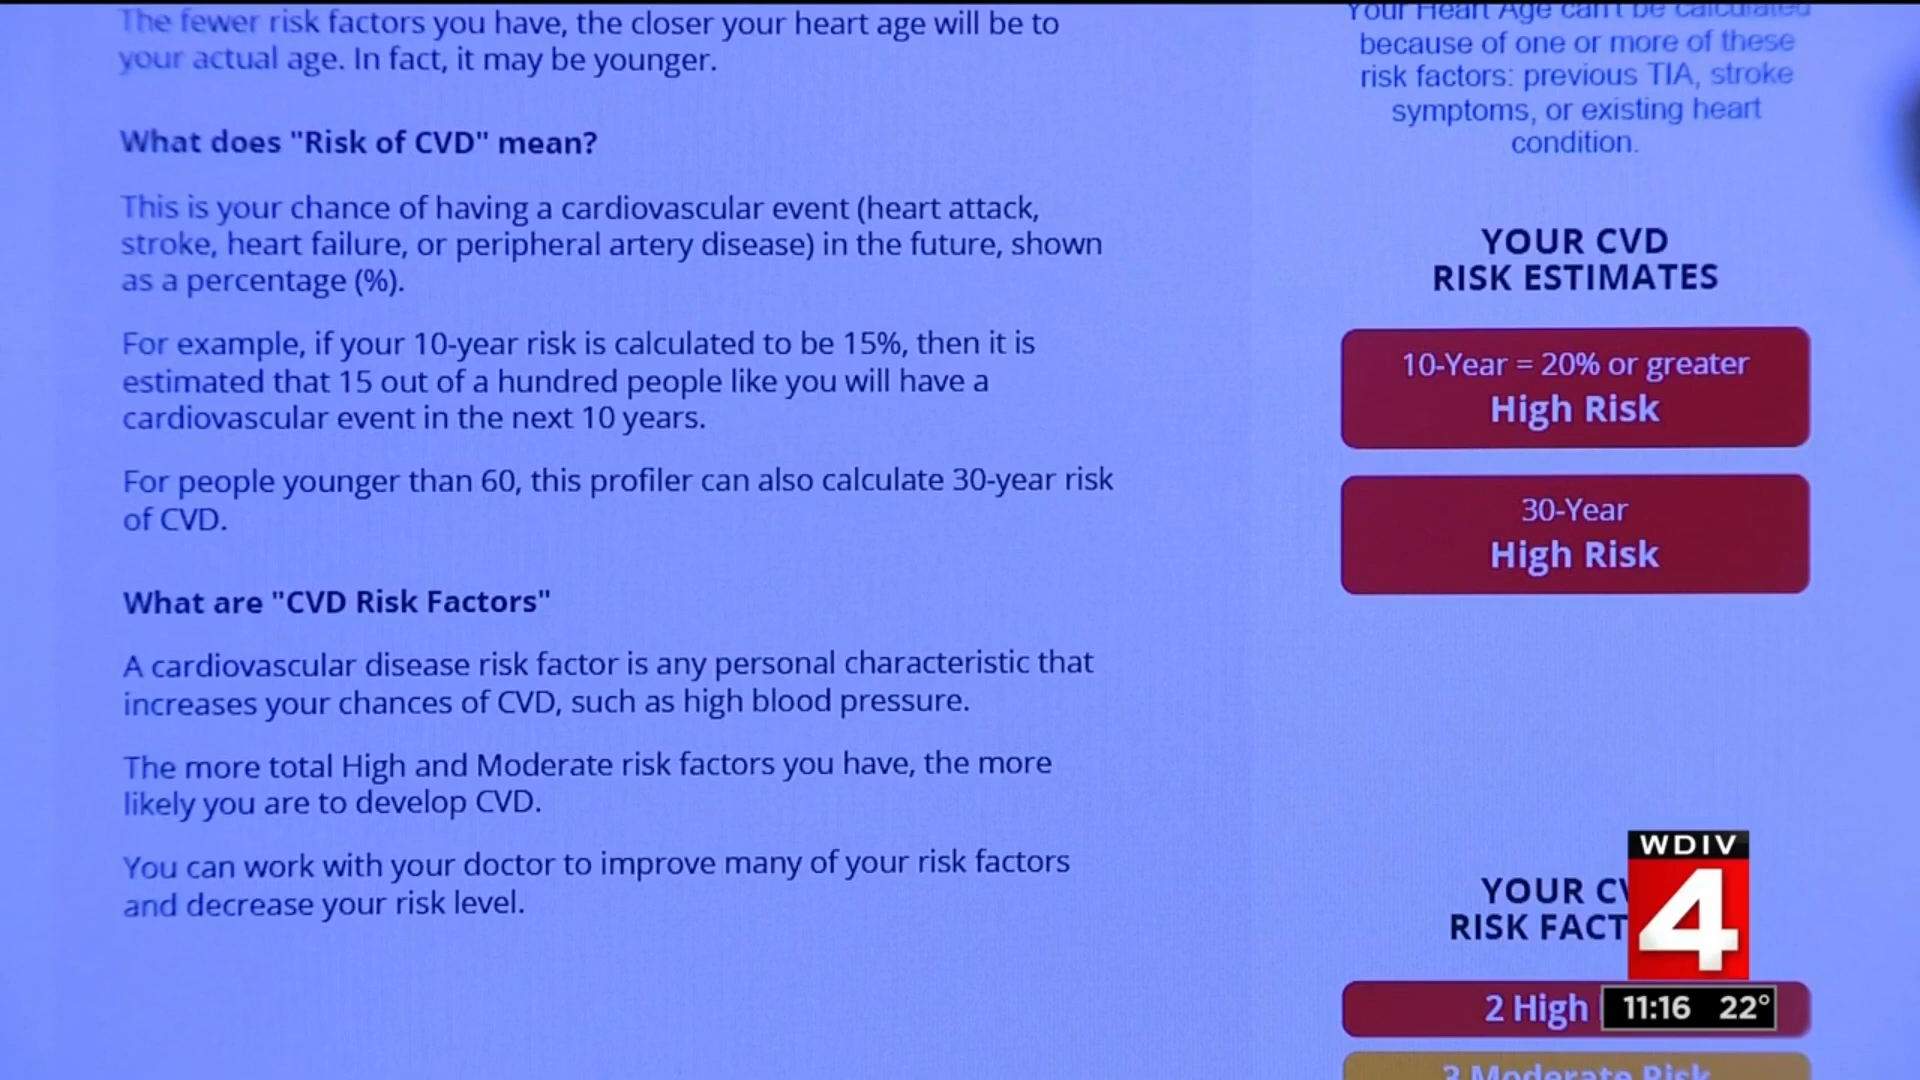 The fewer risk factors you have, the closer your heart age will be to
your actual age. In fact, it may be younger.
What does "Risk of CVD" mean?
This is your chance of having a cardiovascular event (heart attack,
stroke, heart failure, or peripheral artery disease) in the future, shown
as a percentage (%).
For example, if your 10-year risk is calculated to be 15%, then it is
estimated that 15 out of a hundred people like you will have a
cardiovascular event in the next 10 years.
For people younger than 60, this profiler can also calculate 30-year risk
of CVD.
What are "CVD Risk Factors"
A cardiovascular disease risk factor is any personal characteristic that
increases your chances of CVD, such as high blood pressure.
The more total High and Moderate risk factors you have, the more
likely you are to develop CVD.
You can work with your doctor to improve many of your risk factors
and decrease your risk level.
Your Heart Age can't be calculated
because of one or more of these
risk factors: previous TIA, stroke
symptoms, or existing heart
condition.
YOUR CVD
RISK ESTIMATES
10-Year = 20% or greater
High Risk
30-Year
High Risk
YOUR
RISK
2 High
3 Moderate Risk
WDIV
4
11:16 22°